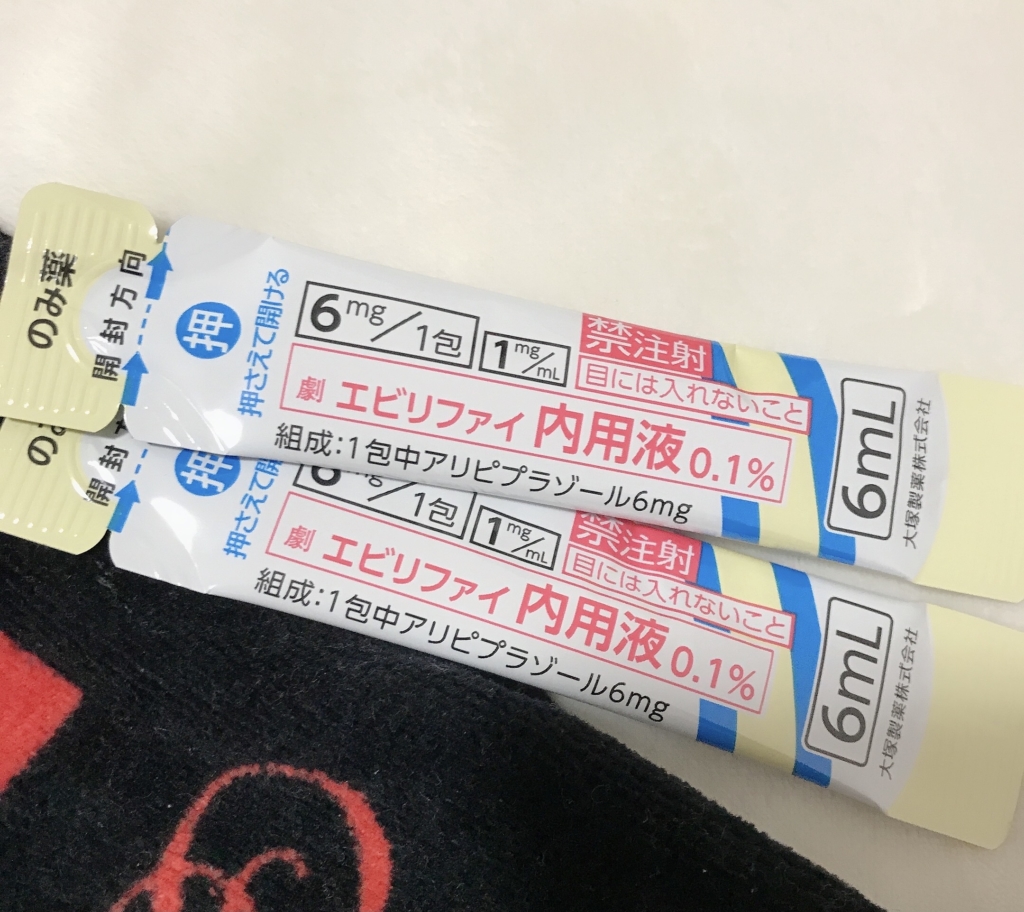 のみ薬
開封方向
押
押さえて開ける
6mg/1包
1mg/mL
禁注射
目には入れないこと
劇 エビリファイ 内用液 0.1%
組成:1包中アリピプラゾール6mg
6mL
大塚製薬株式会社
の
開封
押
押さえて開
6mg/1包
1mg/mL
禁注射
目には入れないこと
劇 エビリファイ 内用液 0.1%
組成:1包中アリピプラゾール6mg
6mL
大塚製薬株式会社